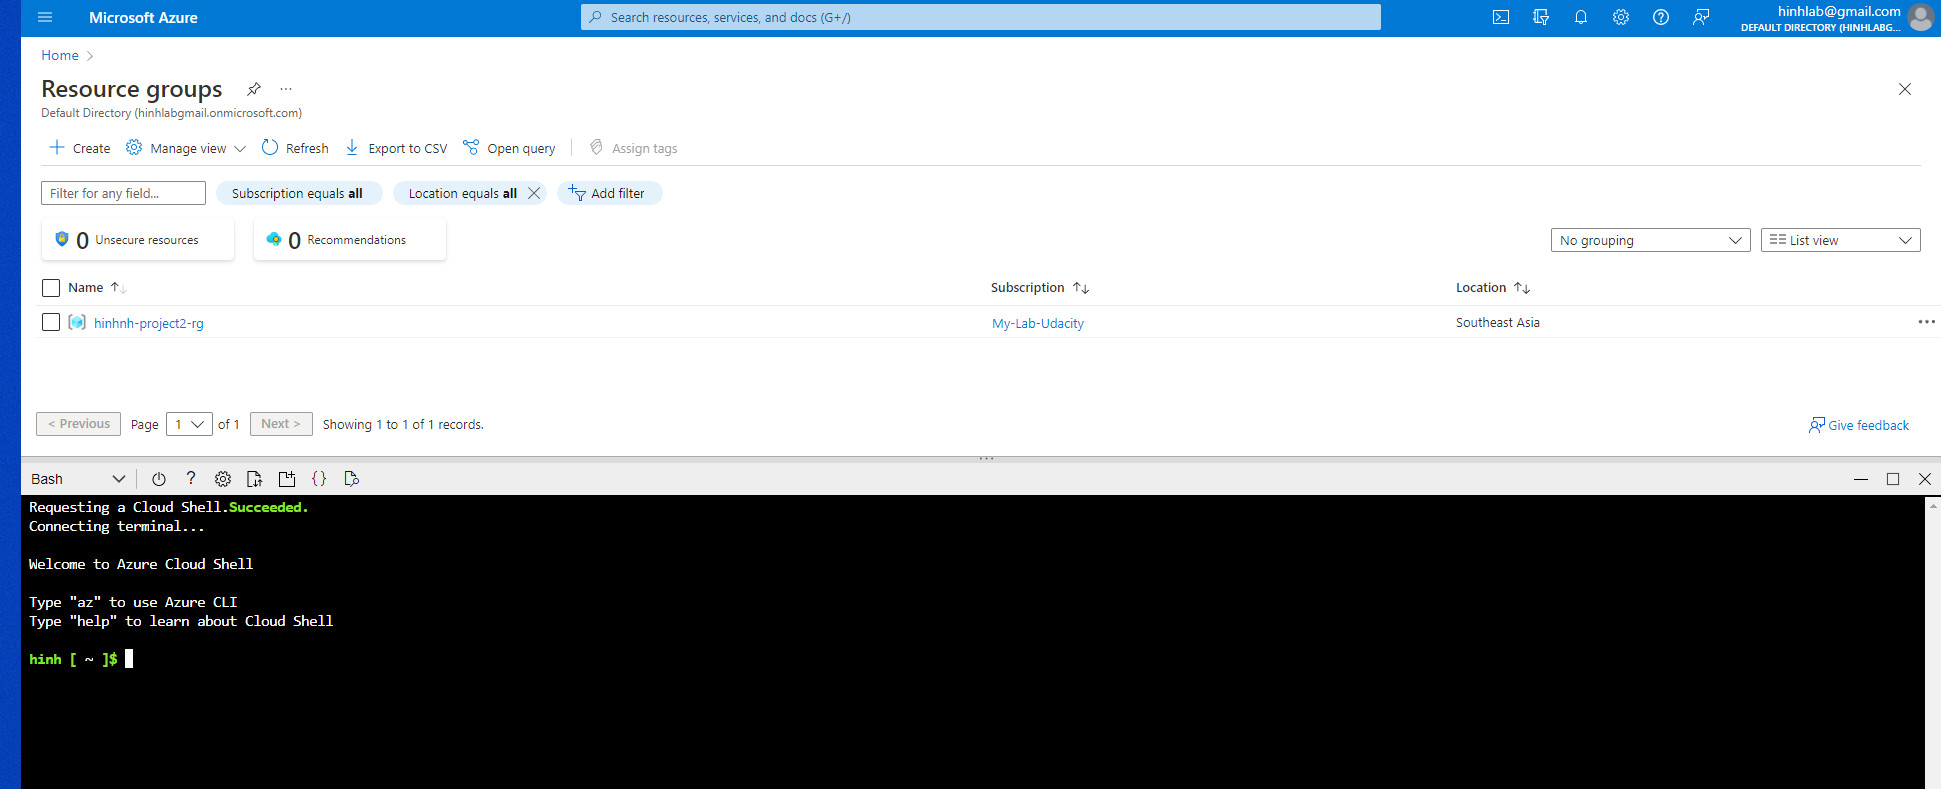 Microsoft Azure
Search resources, services, and docs (G+/)
hinhlab@gmail.com
DEFAULT DIRECTORY (HINHLABG...
Home
Resource groups
Default Directory (hinhlabgmail.onmicrosoft.com)
Create Manage view Refresh Export to CSV Open query Assign tags
Filter for any field... Subscription equals all Location equals all Add filter
0 Unsecure resources 0 Recommendations No grouping List view
Name Subscription Location
hinhnh-project2-rg My-Lab-Udacity Southeast Asia
< Previous Page 1 of 1 Next > Showing 1 to 1 of 1 records. Give feedback
Bash
Requesting a Cloud Shell.Succeeded.
Connecting terminal...
Welcome to Azure Cloud Shell
Type "az" to use Azure CLI
Type "help" to learn about Cloud Shell
hinh [ ~ ]$